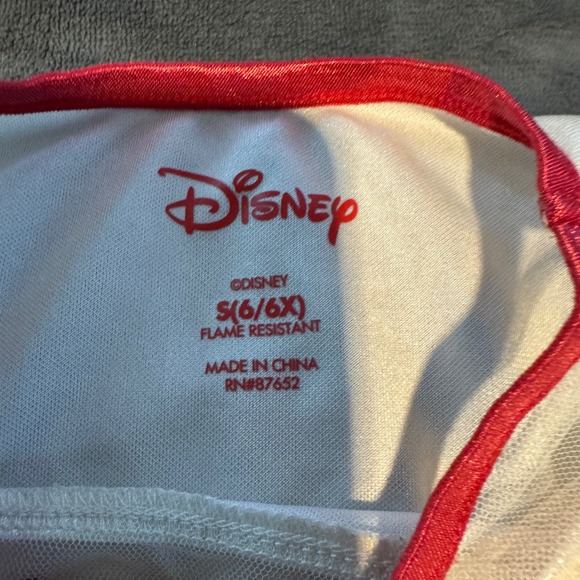 Disney
©DISNEY
S(6/6X)
FLAME RESISTANT
MADE IN CHINA
RN#87652